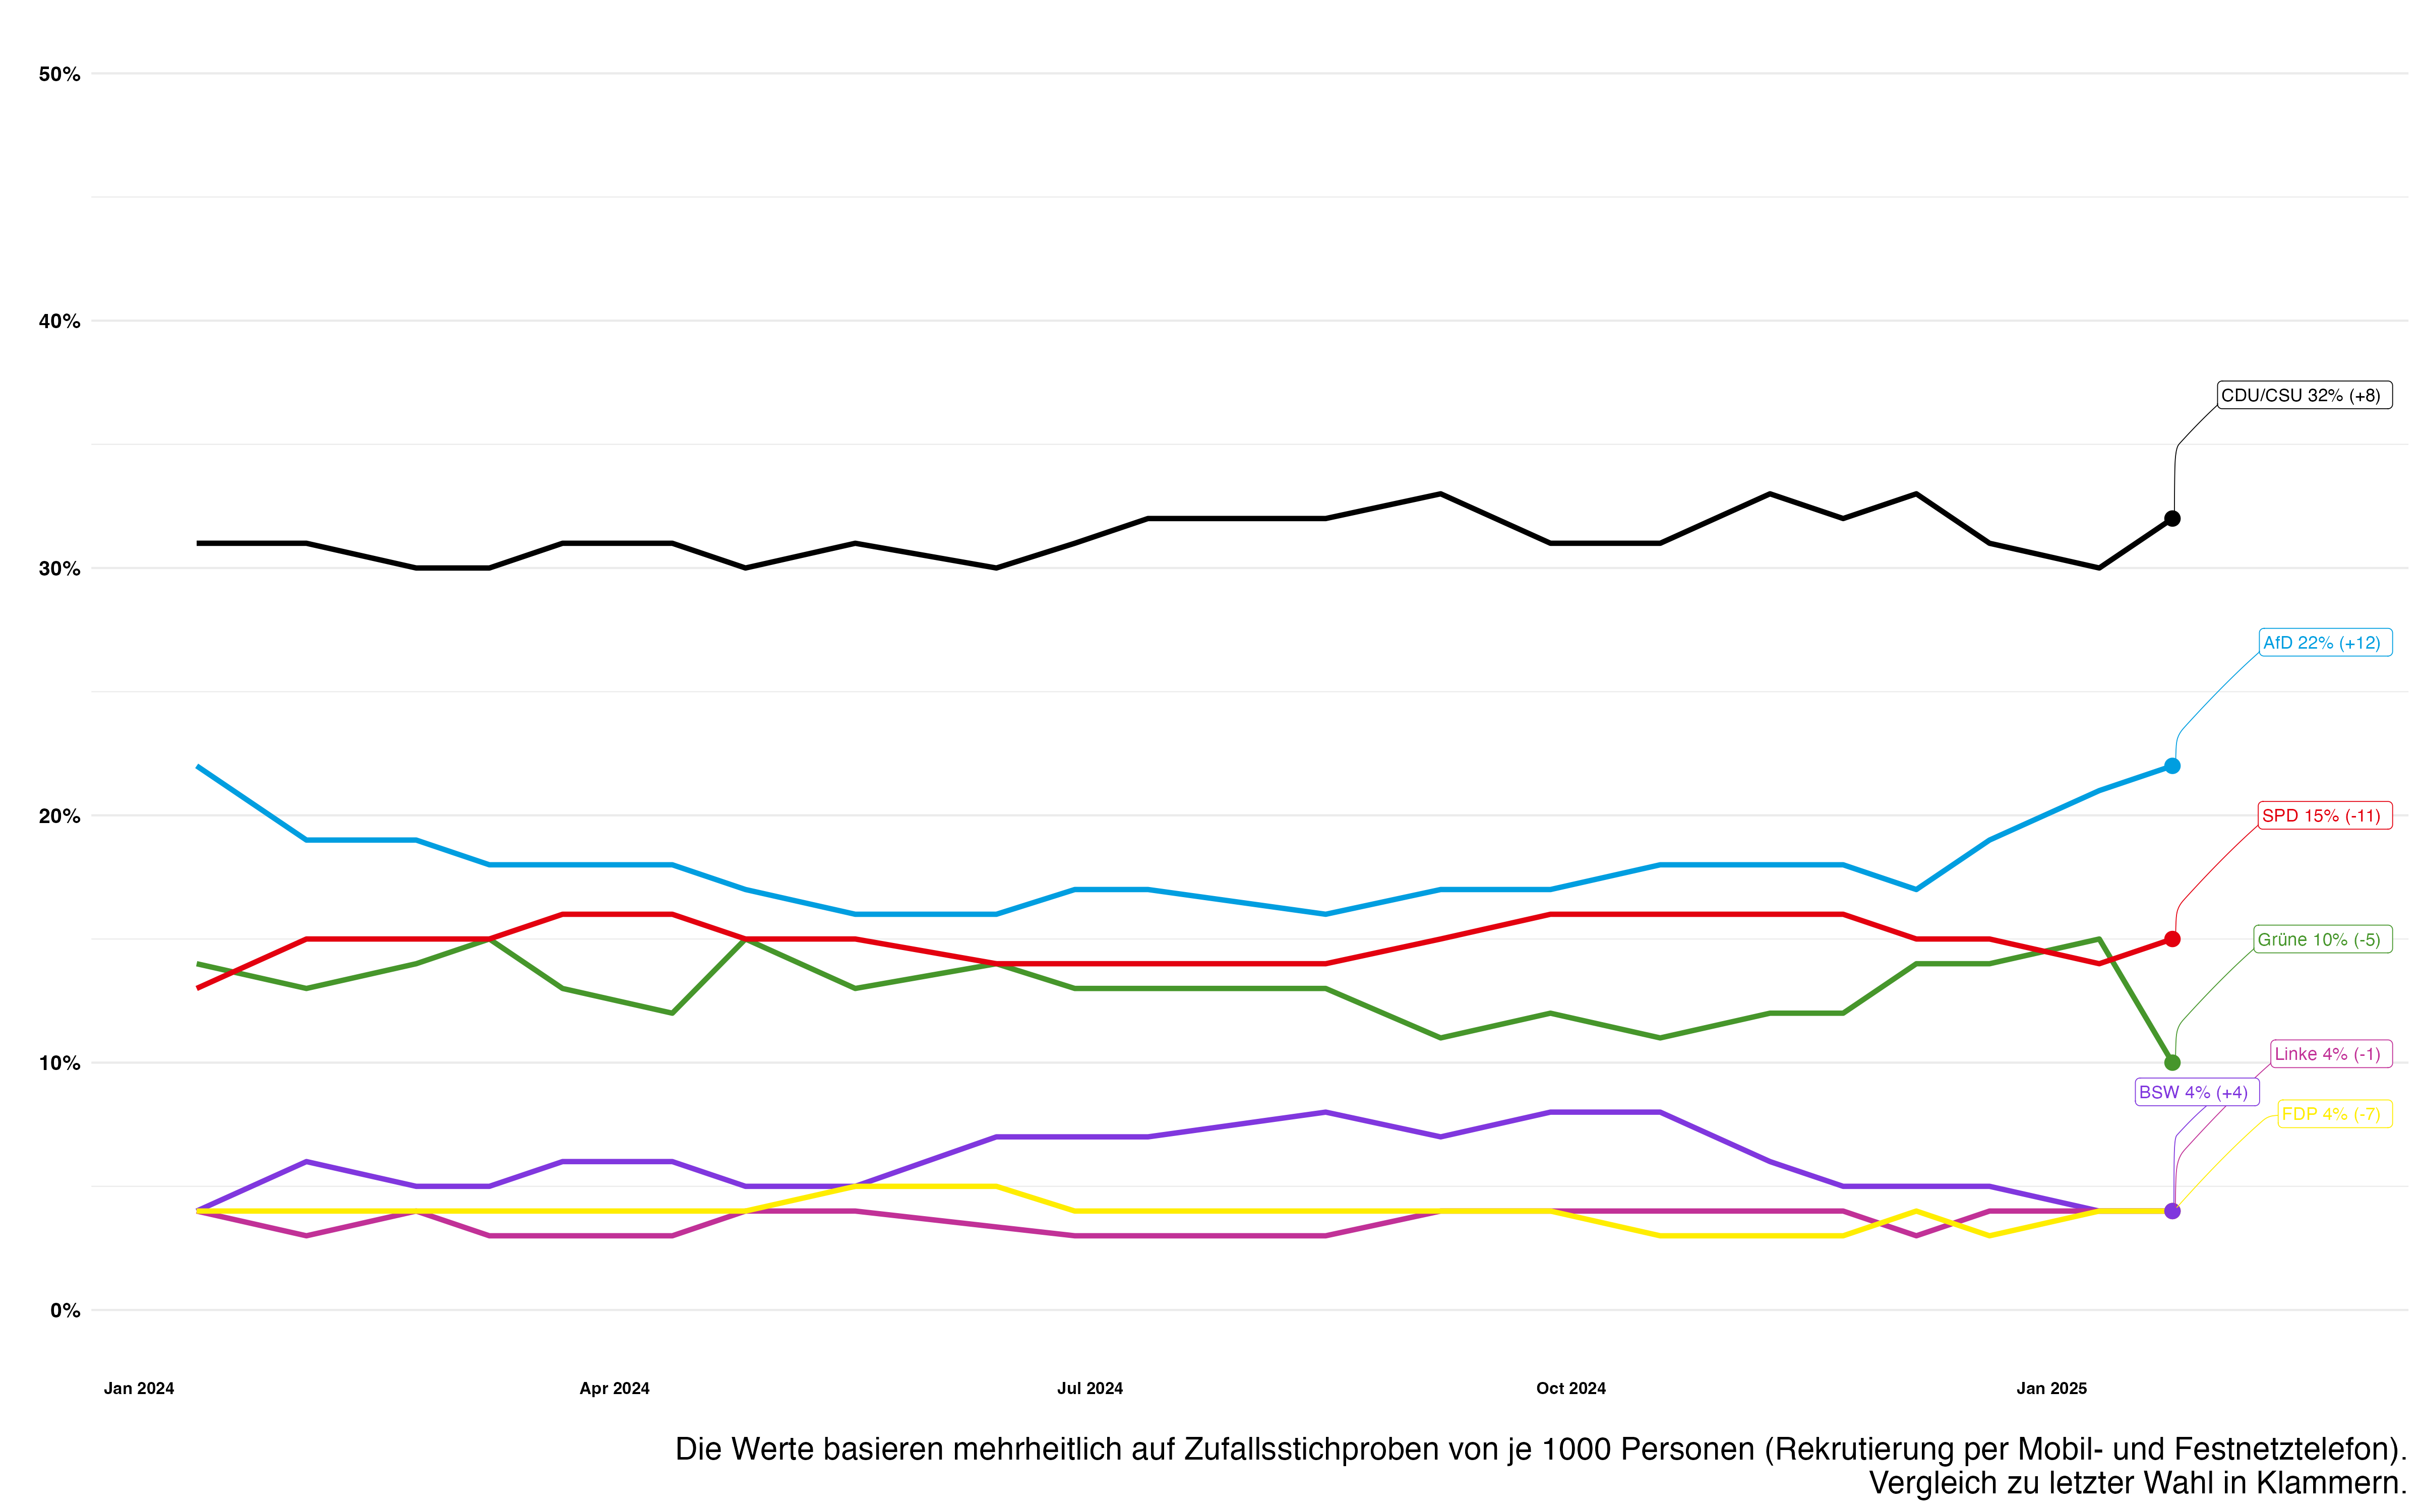 50%
40%
CDU/CSU 32% (+8)
30%
AfD 22% (+12)
20%
SPD 15% (-11)
Grüne 10% (-5)
10%
Linke 4% (-1)
BSW 4% (+4)
FDP 4% (-7)
0%
Jan 2024 Apr 2024 Jul 2024 Oct 2024 Jan 2025
Die Werte basieren mehrheitlich auf Zufallsstichproben von je 1000 Personen (Rekrutierung per Mobil- und Festnetztelefon).
Vergleich zu letzter Wahl in Klammern.